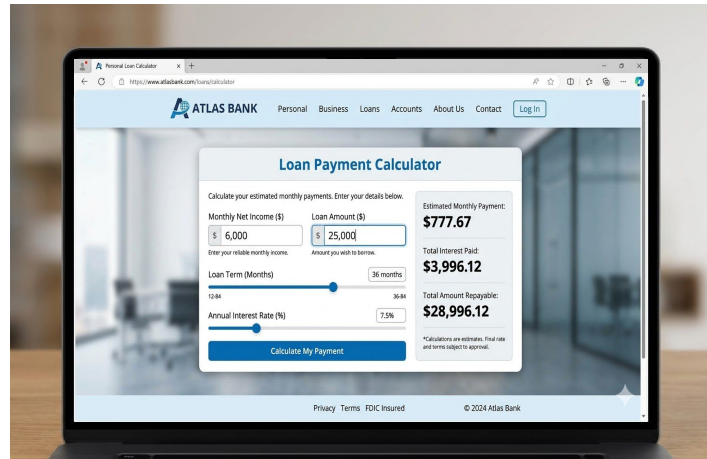 Personal Loan Calculator
https://www.atlasbank.com/loans/calculator
ATLAS BANK Personal Business Loans Accounts About Us Contact Log In
Loan Payment Calculator
Calculate your estimated monthly payments. Enter your details below.
Monthly Net Income ($) Loan Amount ($)
$ 6,000 $ 25,000
Enter your reliable monthly income. Amount you wish to borrow.
Loan Term (Months) 36 months
12-84 36-84
Annual Interest Rate (%) 7.5%
Calculate My Payment
Estimated Monthly Payment:
$777.67
Total Interest Paid:
$3,996.12
Total Amount Repayable:
$28,996.12
*Calculations are estimates. Final rate
and terms subject to approval.
Privacy Terms FDIC Insured © 2024 Atlas Bank